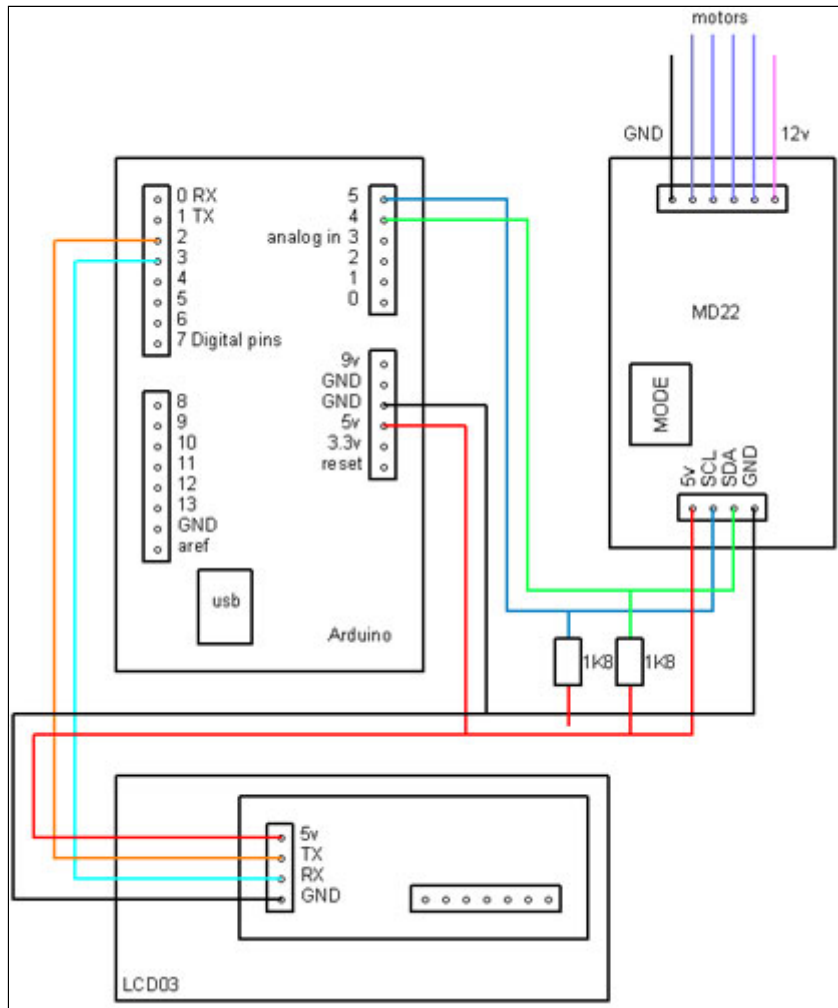 motors
GND
12v
0 RX
1 TX
2
3
4
5
6
7 Digital pins
5
4
analog in 3
2
1
0
MD22
9v
GND
GND
5v
3.3v
reset
MODE
8
9
10
11
12
13
GND
aref
5v
SCL
SDA
GND
usb
Arduino
1K8
1K8
5v
TX
RX
GND
LCD03